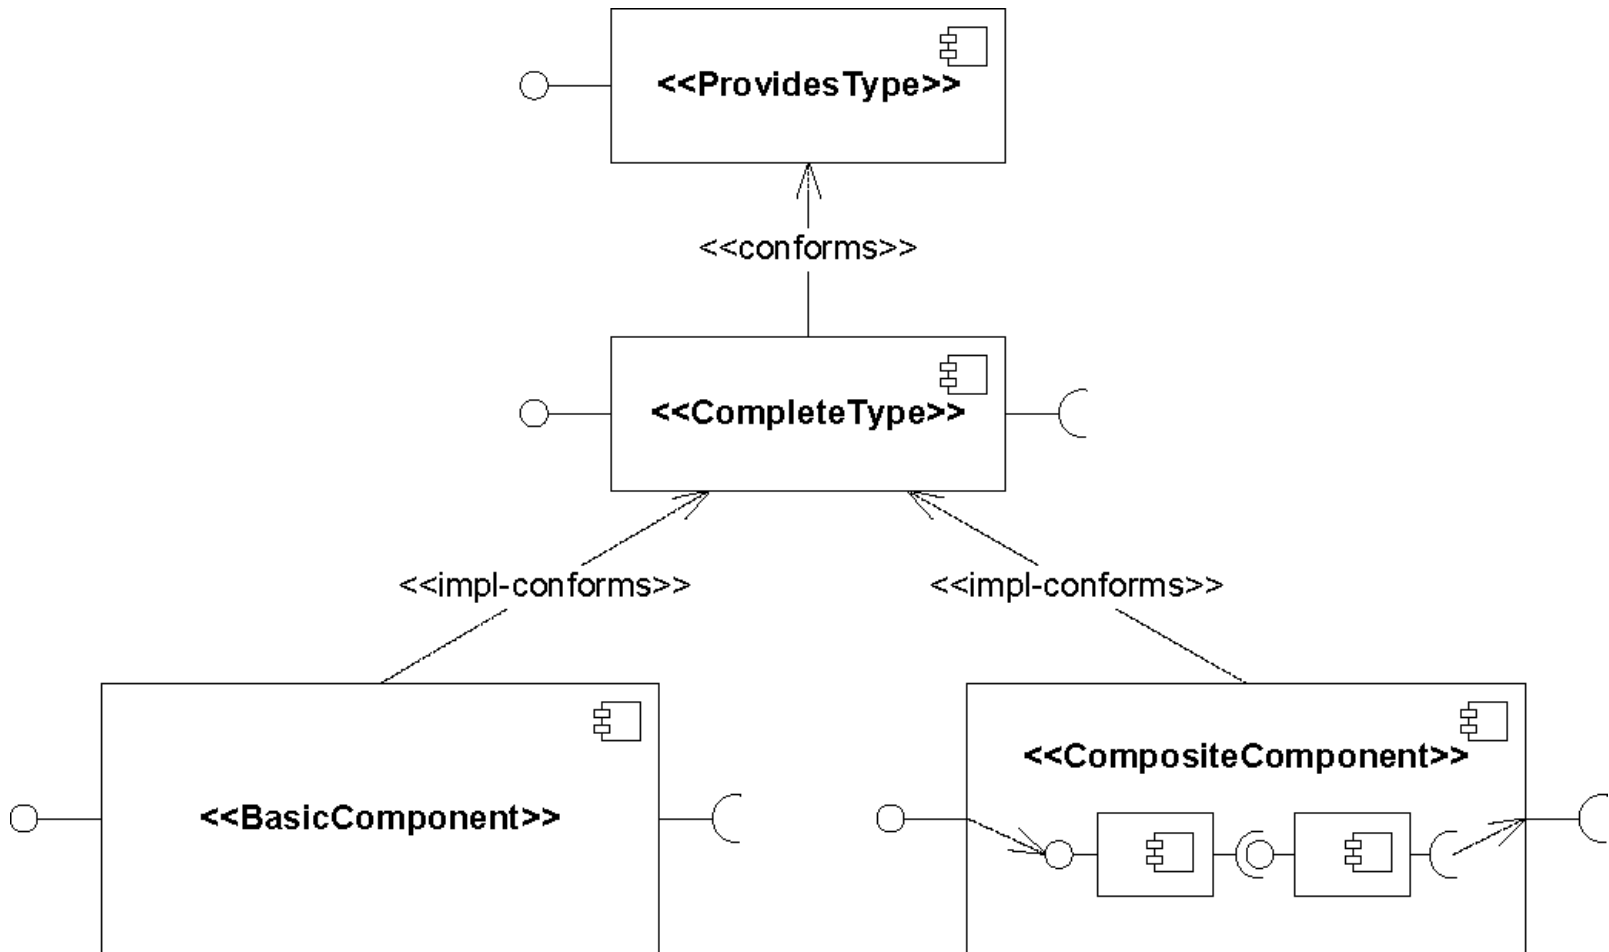 <<ProvidesType>>
<<conforms>>
<<CompleteType>>
<<impl-conforms>>
<<impl-conforms>>
<<CompositeComponent>>
<<BasicComponent>>